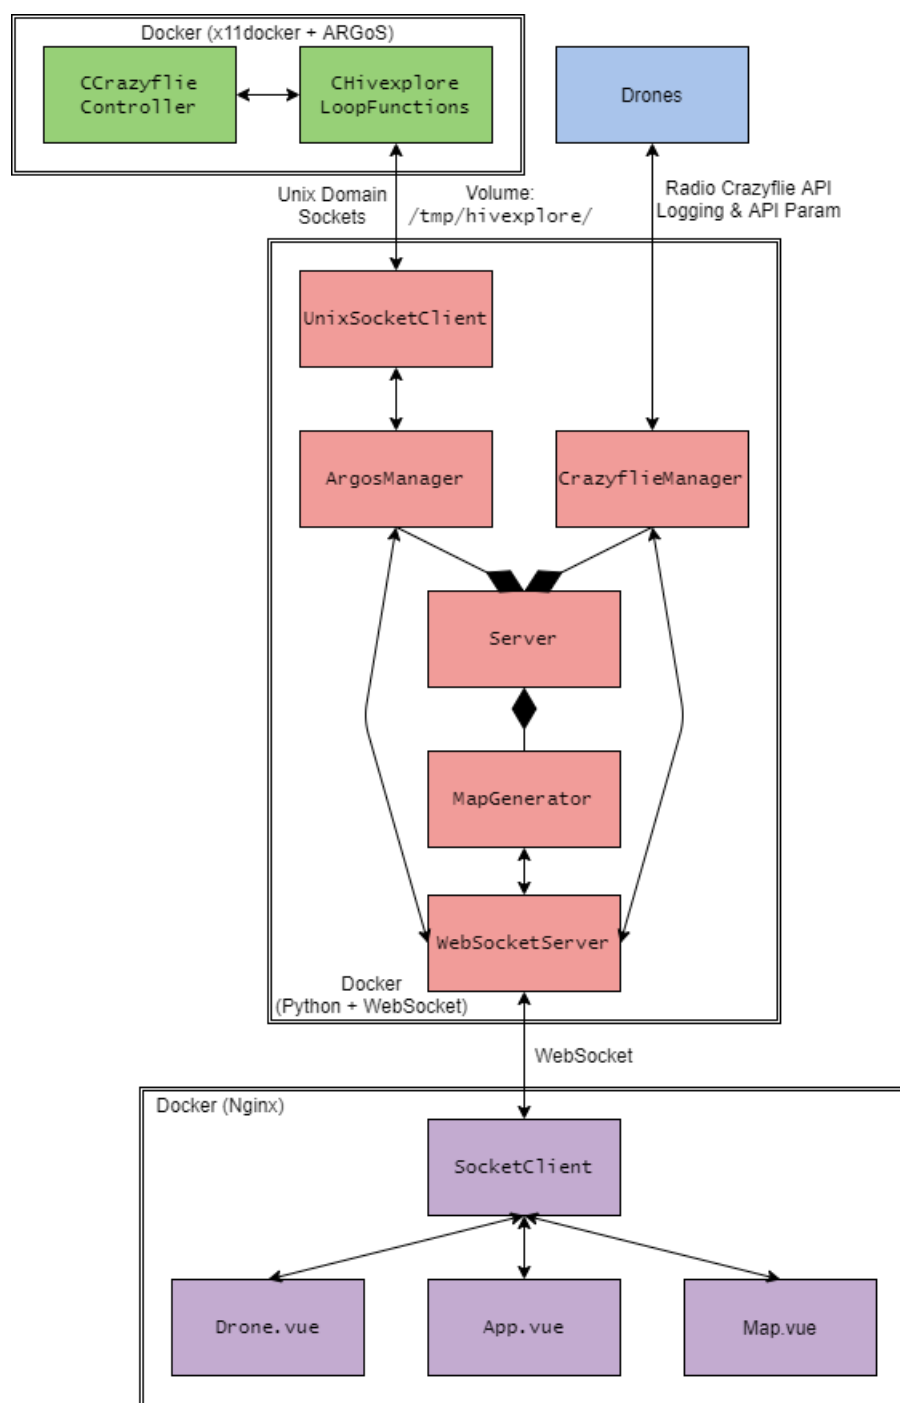 Docker (x11docker + ARGoS)
CCrazyflie
Controller
CHivexplore
LoopFunctions
Drones
Unix Domain
Sockets
Volume:
/tmp/hivexplore/
Radio Crazyflie API
Logging & API Param
UnixSocketClient
ArgosManager
CrazyflieManager
Server
MapGenerator
WebSocketServer
Docker
(Python + WebSocket)
WebSocket
Docker (Nginx)
SocketClient
Drone.vue
App.vue
Map.vue